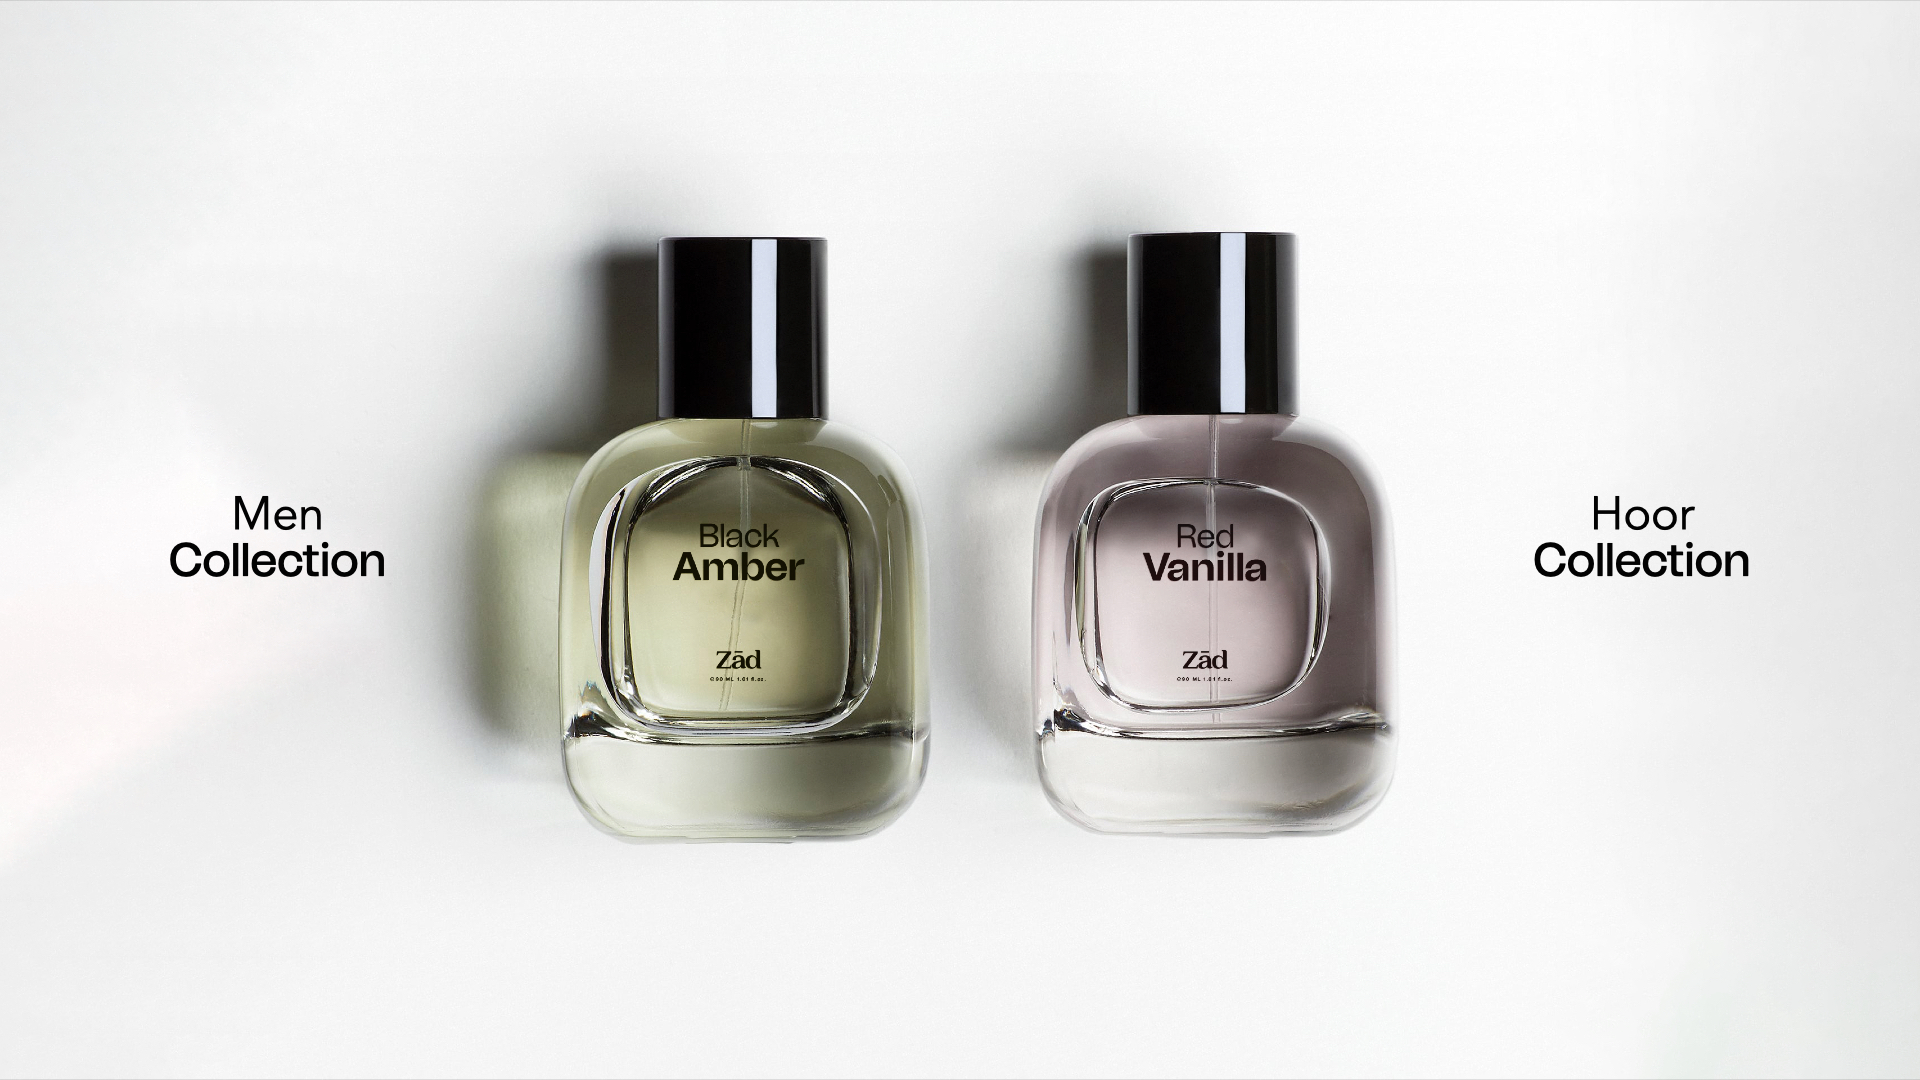 Men
Collection
Black
Amber
Zād
Red
Vanilla
Zād
Hoor
Collection